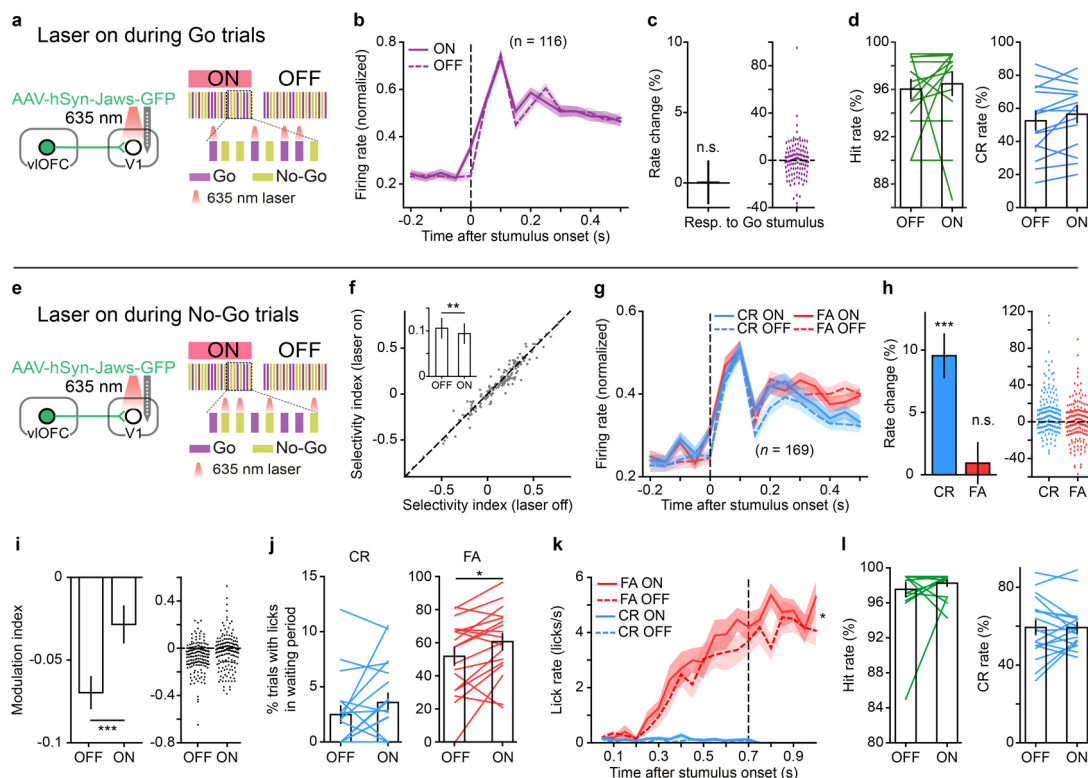 a
Laser on during Go trials
AAV-hSyn-Jaws-GFP
635 nm
vlOFC
V1
ON
OFF
Go
No-Go
635 nm laser
b
Firing rate (normalized)
0.8
0.6
0.4
0.2
ON
OFF
(n = 116)
-0.2
0
0.2
0.4
Time after stumulus onset (s)
c
Rate change (%)
10
5
0
n.s.
100
80
40
0
-40
Resp. to Go stumulus
d
Hit rate (%)
100
96
92
88
OFF
ON
CR rate (%)
100
80
60
40
20
0
OFF
ON
e
Laser on during No-Go trials
AAV-hSyn-Jaws-GFP
635 nm
vlOFC
V1
ON
OFF
Go
No-Go
635 nm laser
f
Selectivity index (laser on)
0.5
0
-0.5
0.1
0
**
OFF
ON
-0.5
0
0.5
Selectivity index (laser off)
g
Firing rate (normalized)
0.6
0.4
0.2
CR ON
FA ON
CR OFF
FA OFF
(n = 169)
-0.2
0
0.2
0.4
Time after stumulus onset (s)
h
Rate change (%)
10
5
0
***
n.s.
CR
FA
120
80
40
0
-40
CR
FA
i
Modulation index
0
-0.05
-0.1
***
OFF
ON
0.4
0
-0.4
-0.8
OFF
ON
j
% trials with licks
in waiting period
CR
15
10
5
0
OFF
ON
FA
100
80
60
40
20
0
*
OFF
ON
k
Lick rate (licks/s)
6
4
2
0
FA ON
FA OFF
CR ON
CR OFF
*
0.1
0.3
0.5
0.7
0.9
Time after stumulus onset (s)
l
Hit rate (%)
100
96
92
88
84
80
OFF
ON
CR rate (%)
80
40
0
OFF
ON